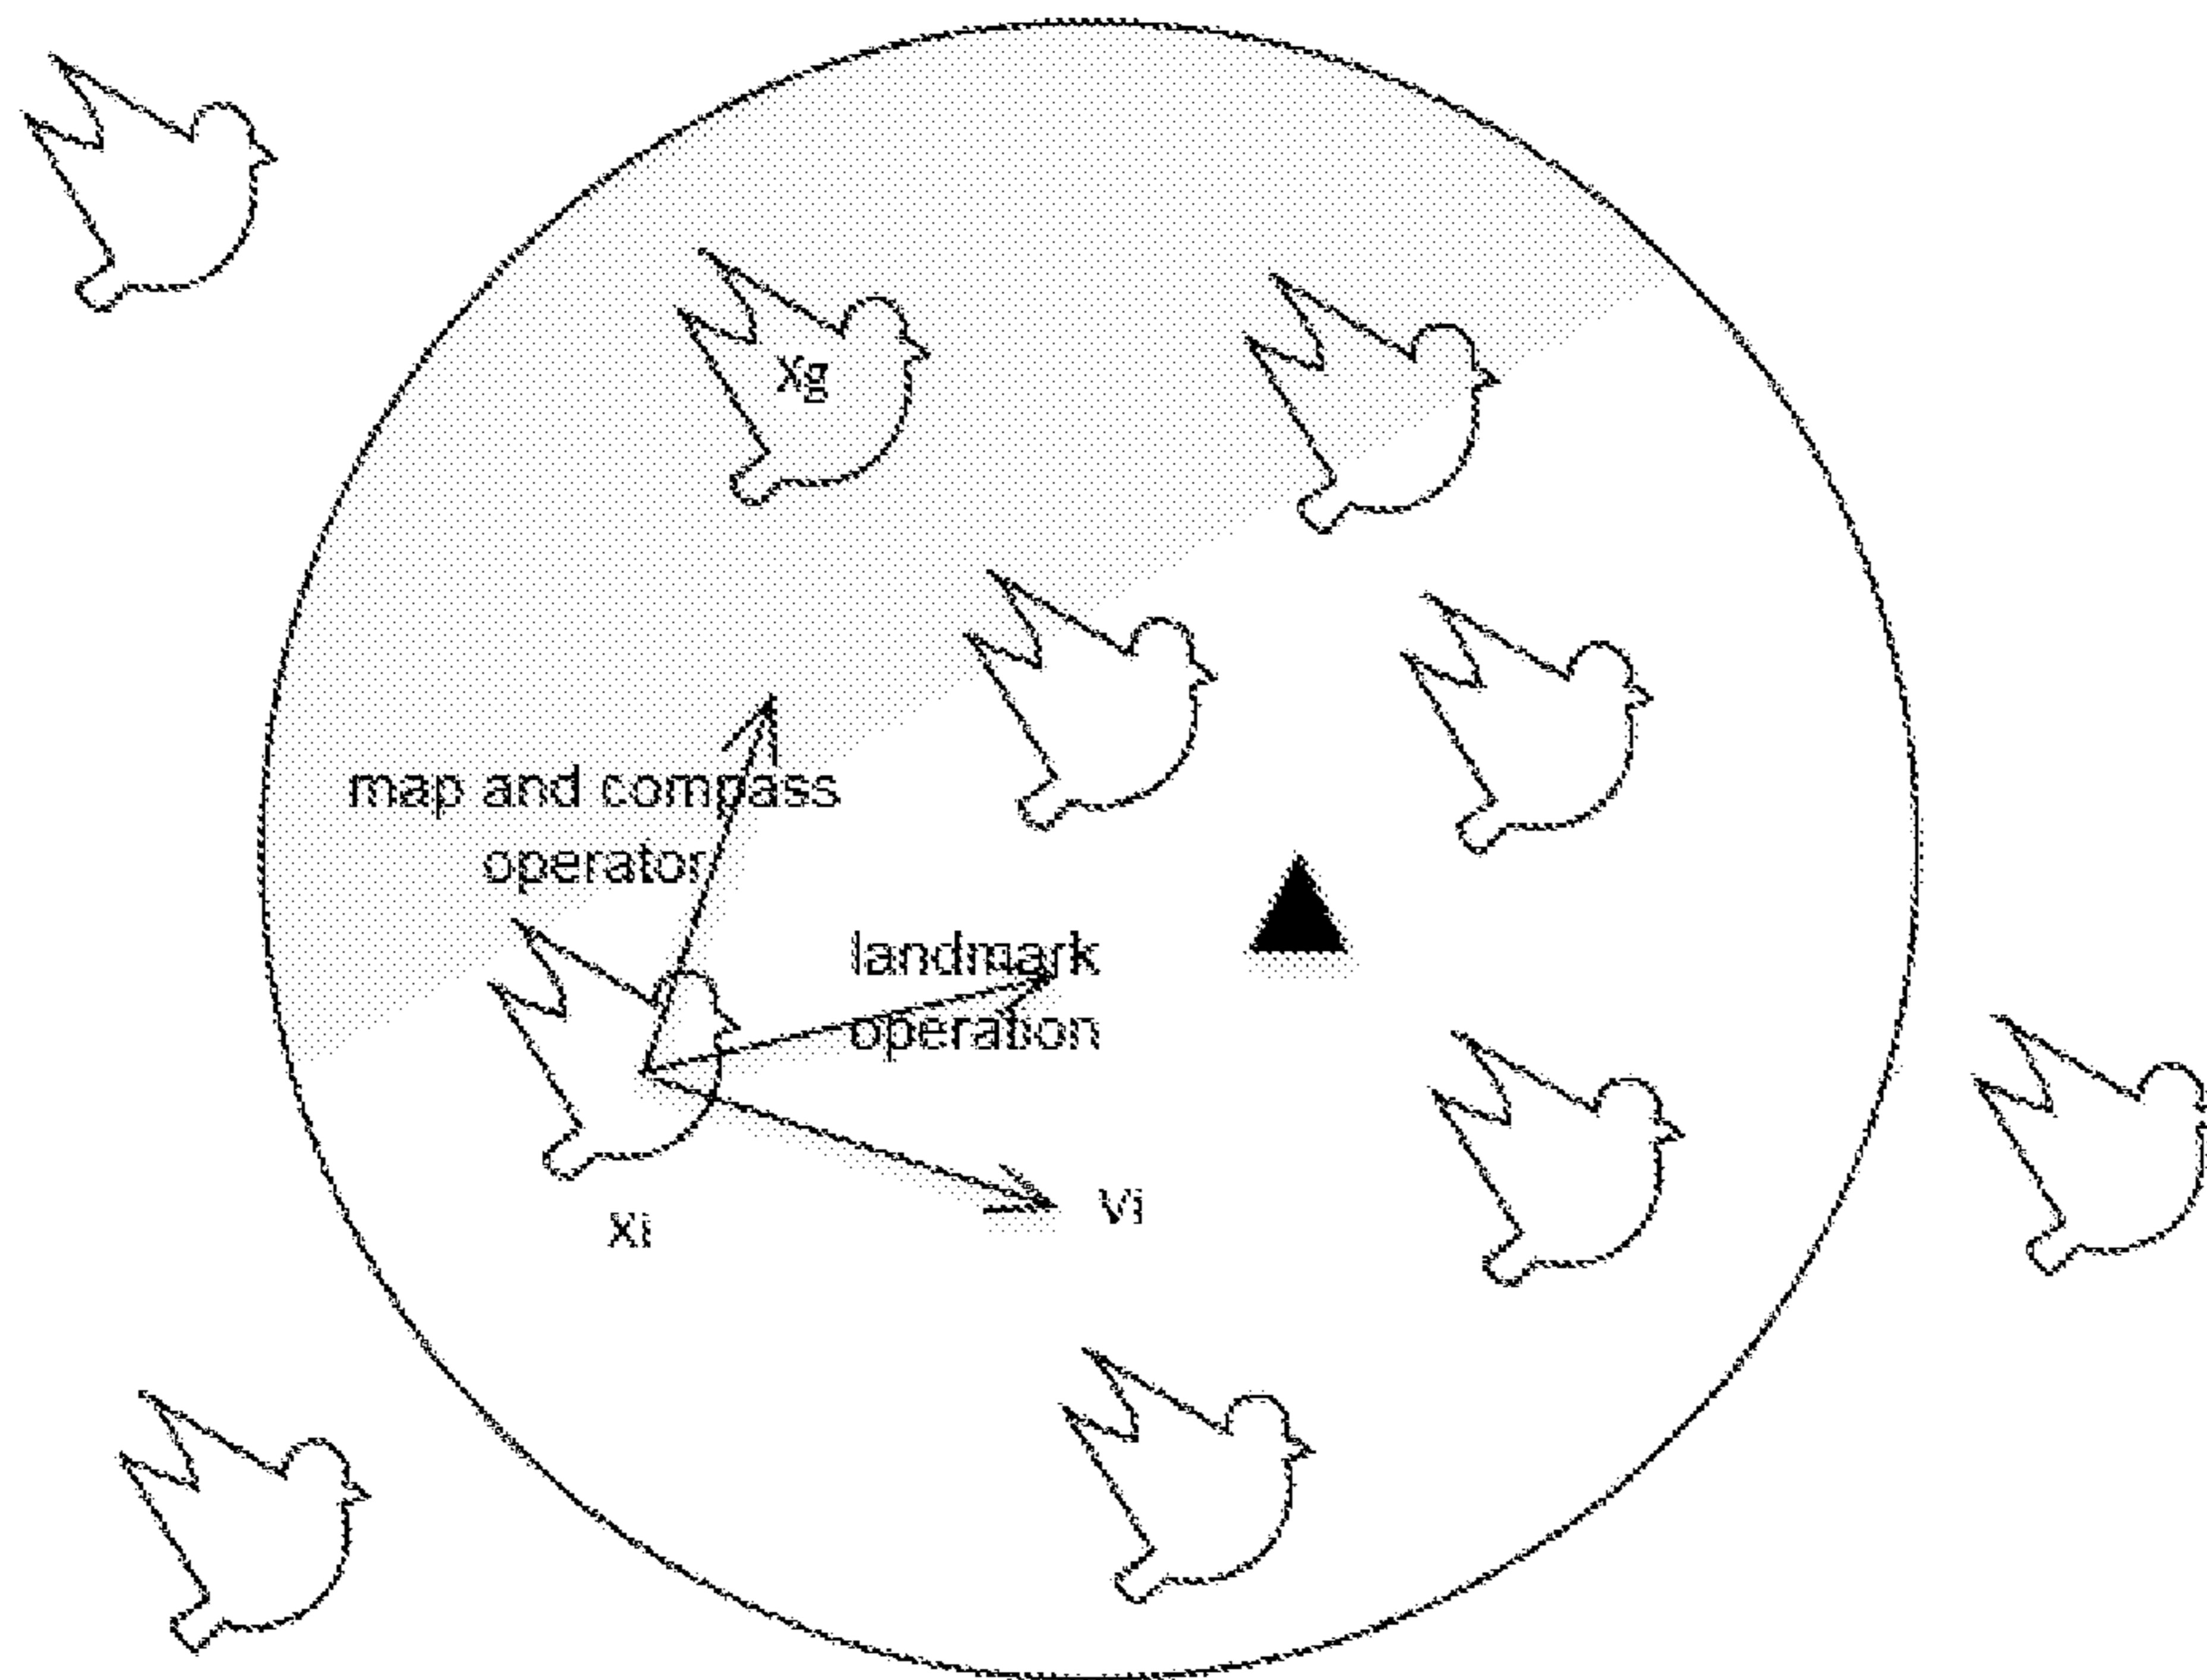 Xg
map and compass
operator
landmark
operation
Xi
Vi